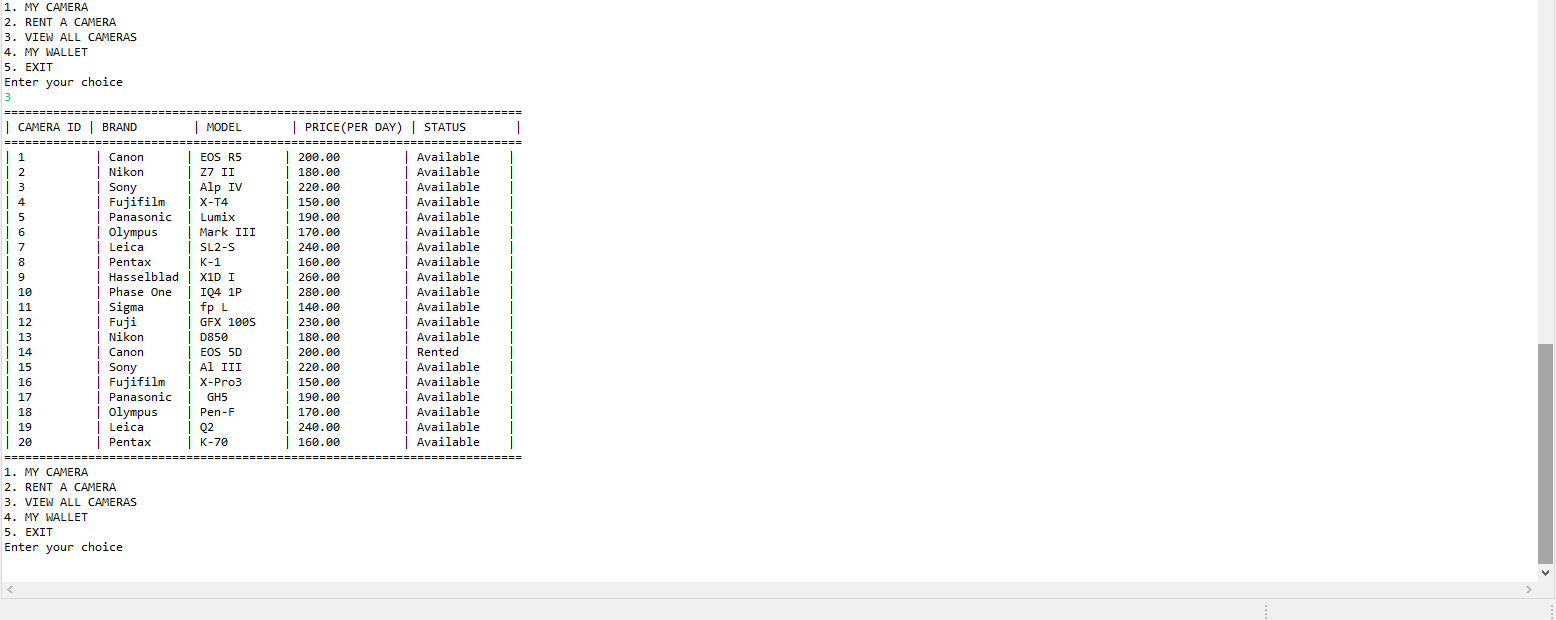 1. MY CAMERA
2. RENT A CAMERA
3. VIEW ALL CAMERAS
4. MY WALLET
5. EXIT
Enter your choice
3
==========================================================================
| CAMERA ID | BRAND        | MODEL       | PRICE(PER DAY) | STATUS       |
==========================================================================
| 1          | Canon      | EOS R5      | 200.00         | Available    |
| 2          | Nikon      | Z7 II       | 180.00         | Available    |
| 3          | Sony       | Alp IV      | 220.00         | Available    |
| 4          | Fujifilm   | X-T4        | 150.00         | Available    |
| 5          | Panasonic  | Lumix       | 190.00         | Available    |
| 6          | Olympus    | Mark III    | 170.00         | Available    |
| 7          | Leica      | SL2-S       | 240.00         | Available    |
| 8          | Pentax     | K-1         | 160.00         | Available    |
| 9          | Hasselblad | X1D I       | 260.00         | Available    |
| 10         | Phase One  | IQ4 1P      | 280.00         | Available    |
| 11         | Sigma      | fp L        | 140.00         | Available    |
| 12         | Fuji       | GFX 100S    | 230.00         | Available    |
| 13         | Nikon      | D850        | 180.00         | Available    |
| 14         | Canon      | EOS 5D      | 200.00         | Rented       |
| 15         | Sony       | Al III      | 220.00         | Available    |
| 16         | Fujifilm   | X-Pro3      | 150.00         | Available    |
| 17         | Panasonic  |  GH5        | 190.00         | Available    |
| 18         | Olympus    | Pen-F       | 170.00         | Available    |
| 19         | Leica      | Q2          | 240.00         | Available    |
| 20         | Pentax     | K-70        | 160.00         | Available    |
==========================================================================
1. MY CAMERA
2. RENT A CAMERA
3. VIEW ALL CAMERAS
4. MY WALLET
5. EXIT
Enter your choice